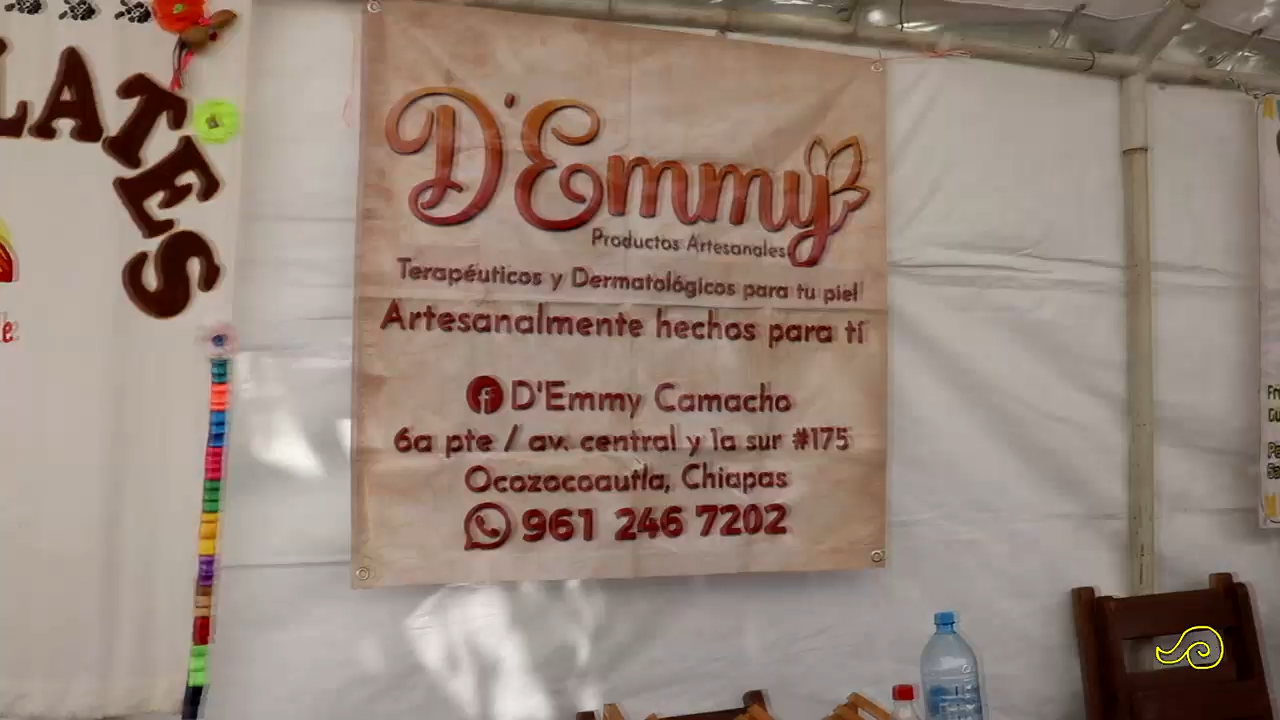 LATES
D'Emmy
Productos Artesanales
Terapéuticos y Dermatológicos para tu piel
Artesanalmente hechos para tí
D'Emmy Camacho
6a pte / av. central y 1a sur #175
Ocozocoautla, Chiapas
961 246 7202